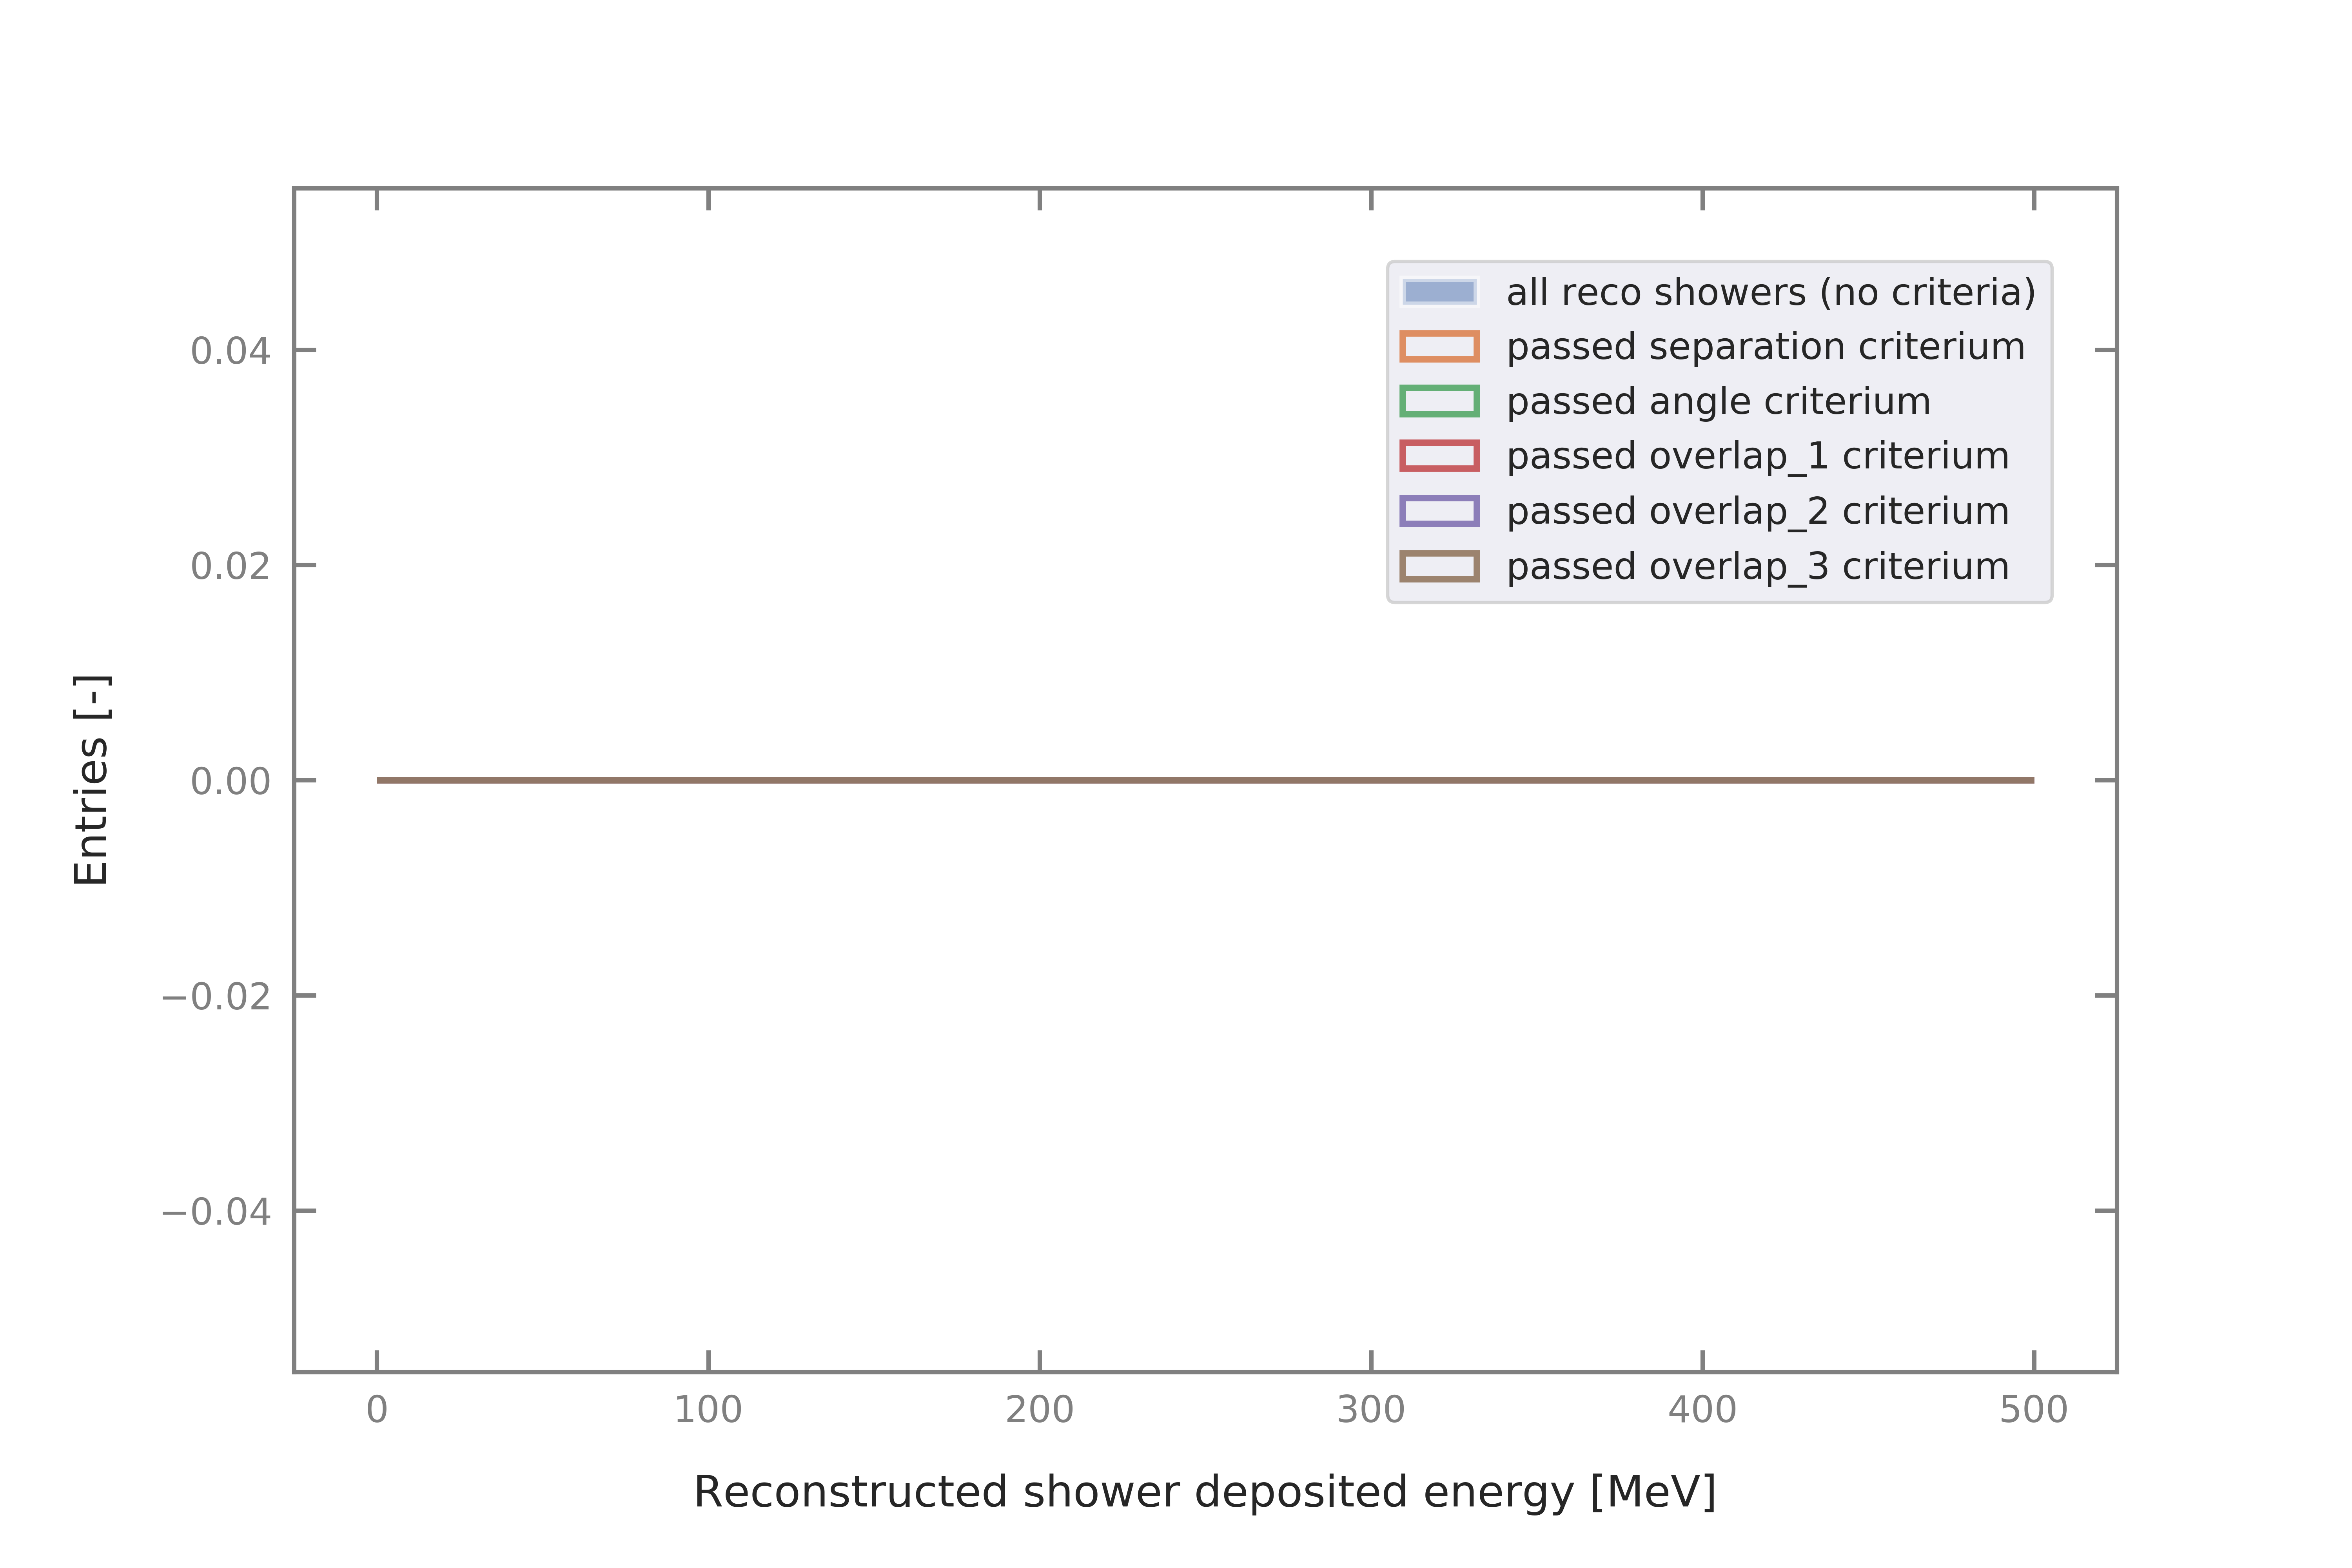 all reco showers (no criteria)
passed separation criterium
passed angle criterium
passed overlap_1 criterium
passed overlap_2 criterium
passed overlap_3 criterium
0.04
0.02
0.00
−0.02
−0.04
Entries [-]
0 100 200 300 400 500
Reconstructed shower deposited energy [MeV]